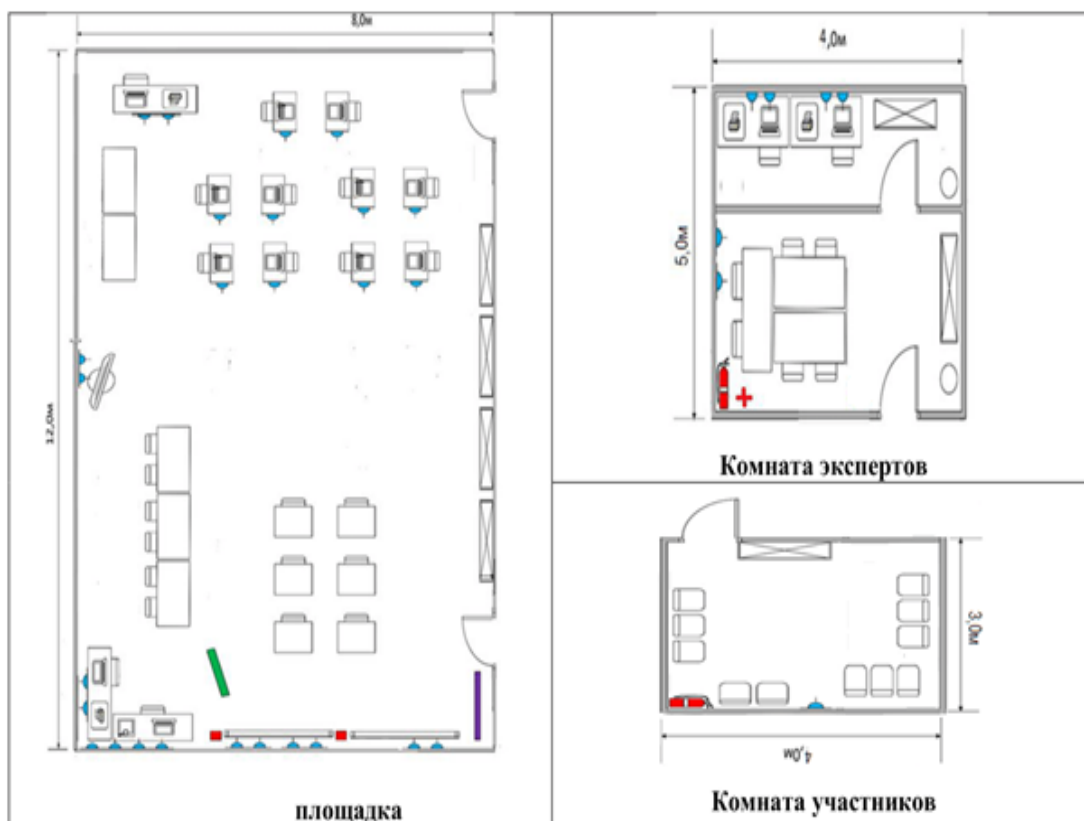 8,0м
12,0м
площадка
4,0м
5,0м
Комната экспертов
3,0м
4,0м
Комната участников